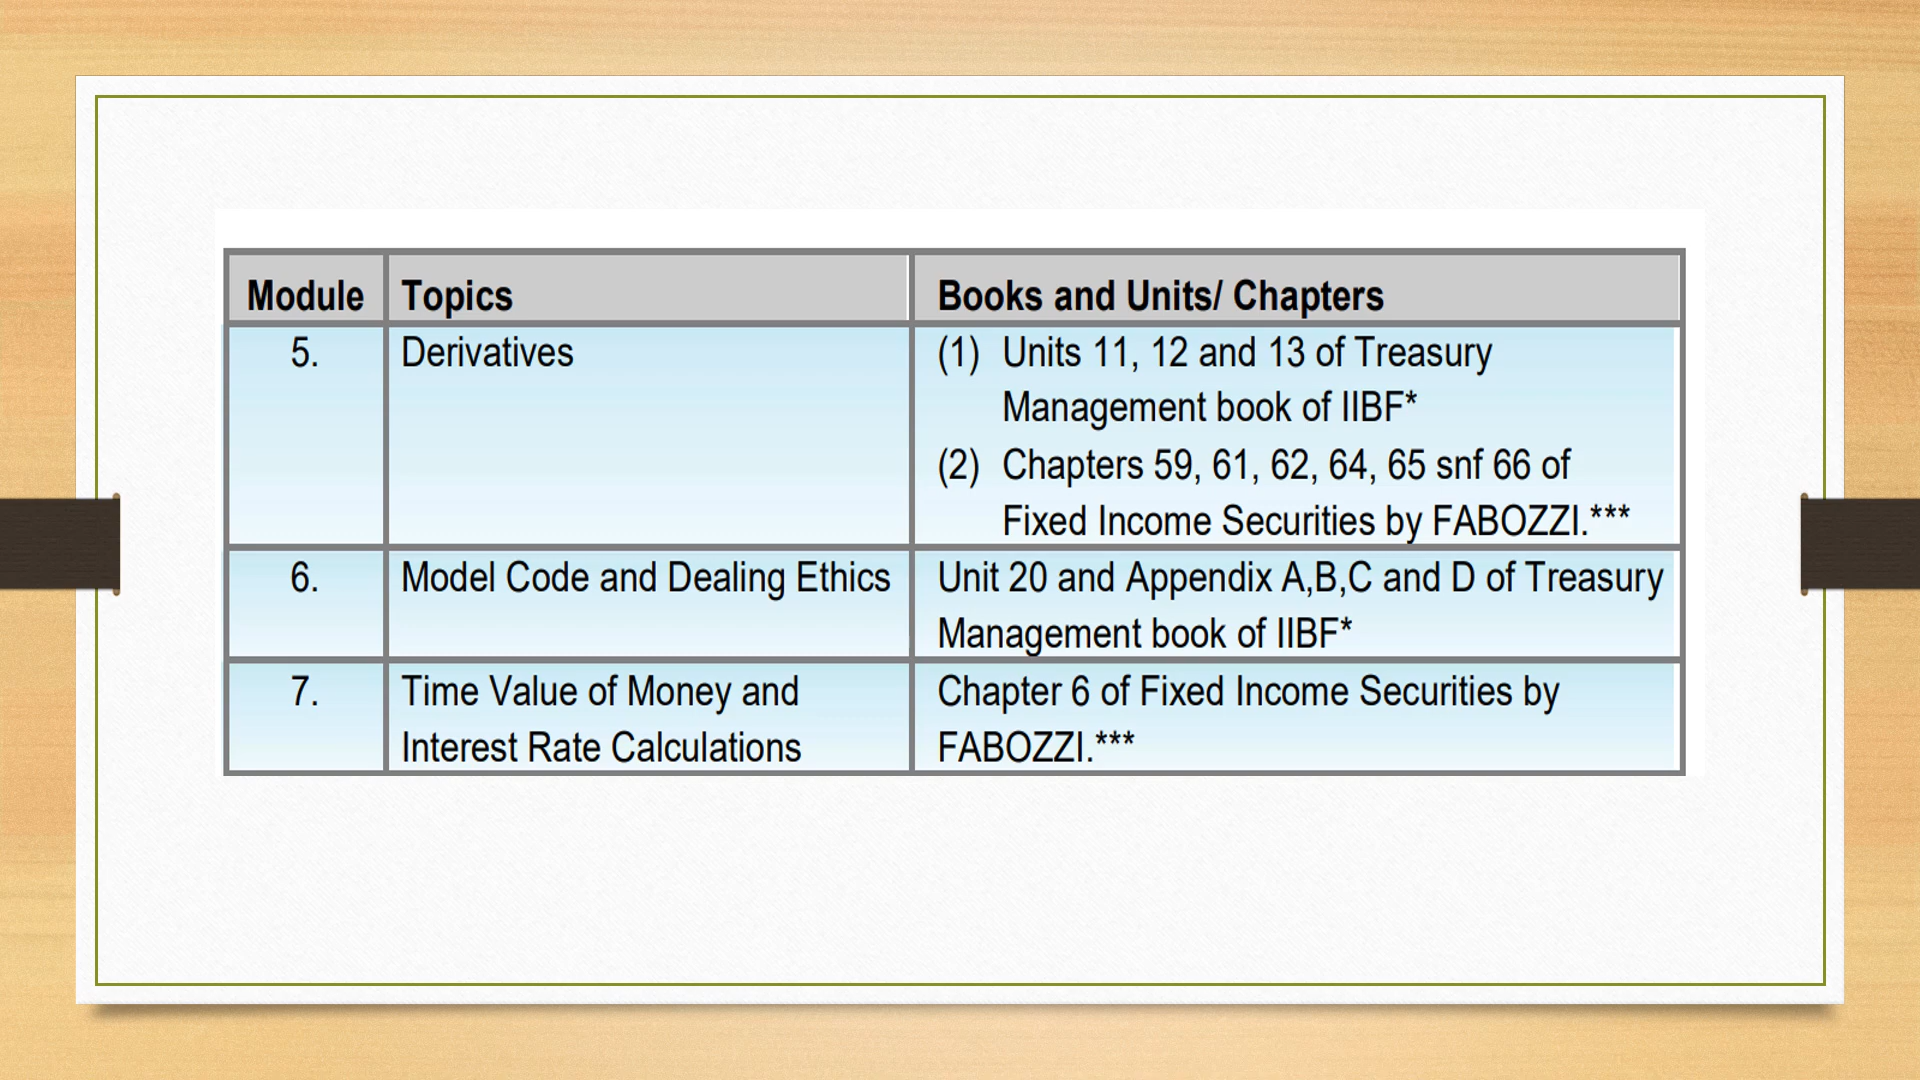 Module Topics Books and Units/ Chapters
5. Derivatives (1) Units 11, 12 and 13 of Treasury
Management book of IIBF*
(2) Chapters 59, 61, 62, 64, 65 snf 66 of
Fixed Income Securities by FABOZZI.***
6. Model Code and Dealing Ethics Unit 20 and Appendix A,B,C and D of Treasury
Management book of IIBF*
7. Time Value of Money and Chapter 6 of Fixed Income Securities by
Interest Rate Calculations FABOZZI.***